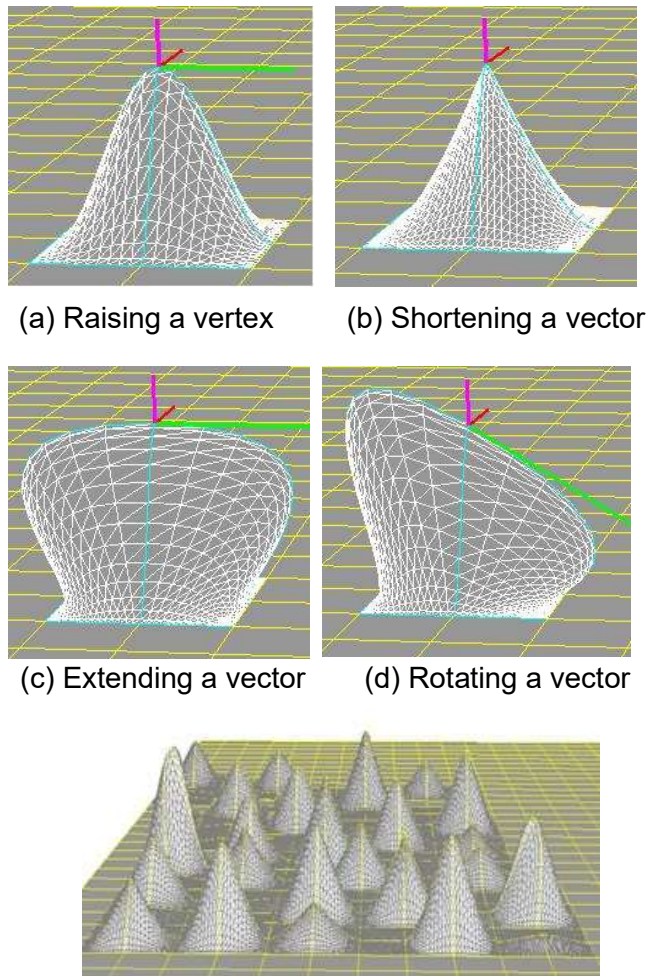 (a) Raising a vertex
(b) Shortening a vector
(c) Extending a vector
(d) Rotating a vector